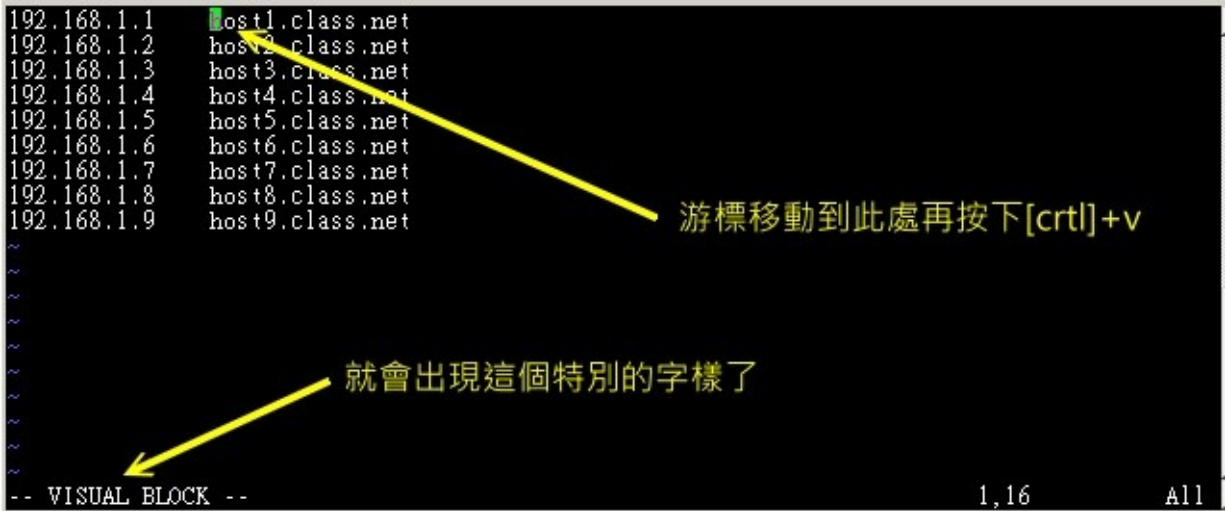 192.168.1.1 host1.class.net
192.168.1.2 host2.class.net
192.168.1.3 host3.class.net
192.168.1.4 host4.class.net
192.168.1.5 host5.class.net
192.168.1.6 host6.class.net
192.168.1.7 host7.class.net
192.168.1.8 host8.class.net
192.168.1.9 host9.class.net
游標移動到此處再按下[crtl]+v
~
~
~
~
~
就會出現這個特別的字樣了
~
~
~
~
~
-- VISUAL BLOCK -- 1,16 All